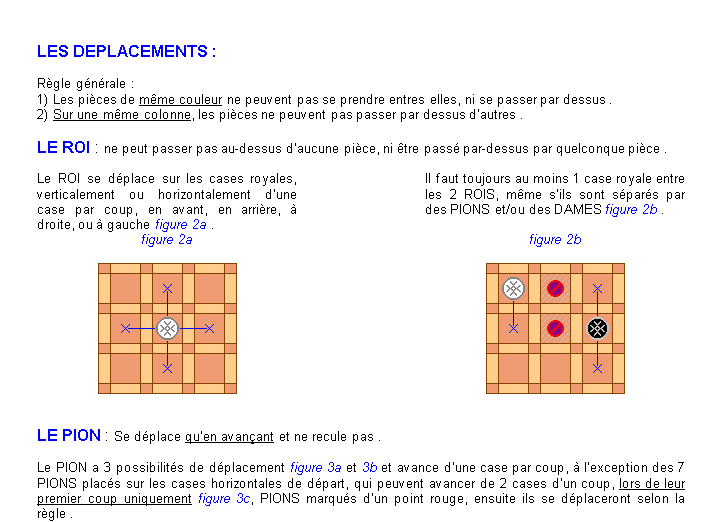 LES DEPLACEMENTS :
Règle générale :
1) Les pièces de même couleur ne peuvent pas se prendre entres elles, ni se passer par dessus .
2) Sur une même colonne, les pièces ne peuvent pas passer par dessus d'autres .
LE ROI : ne peut passer pas au-dessus d'aucune pièce, ni être passé par-dessus par quelconque pièce .
Le ROI se déplace sur les cases royales,
verticalement ou horizontalement d'une
case par coup, en avant, en arrière, à
droite, ou à gauche figure 2a .
figure 2a
Il faut toujours au moins 1 case royale entre
les 2 ROIS, même s'ils sont séparés par
des PIONS et/ou des DAMES figure 2b .
figure 2b
LE PION : Se déplace qu'en avançant et ne recule pas .
Le PION a 3 possibilités de déplacement figure 3a et 3b et avance d'une case par coup, à l'exception des 7
PIONS placés sur les cases horizontales de départ, qui peuvent avancer de 2 cases d'un coup, lors de leur
premier coup uniquement figure 3c, PIONS marqués d'un point rouge, ensuite ils se déplaceront selon la
règle .